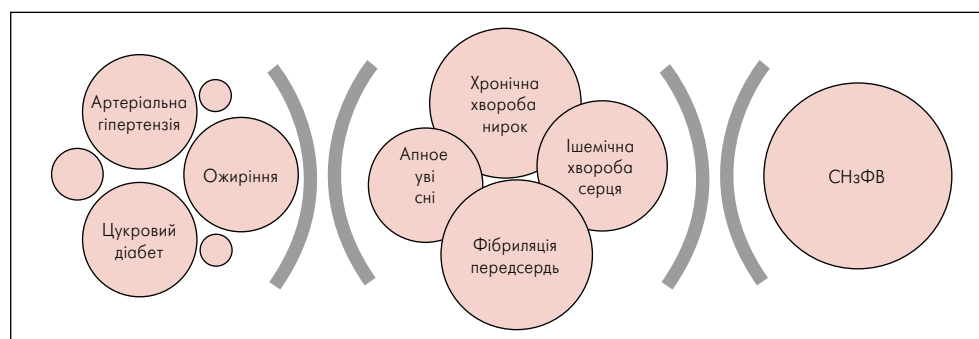 Артеріальна
гіпертензія
Ожиріння
Цукровий
діабет
Хронічна
хвороба
нирок
Апное
уві
сні
Ішемічна
хвороба
серця
Фібриляція
передсердь
СНзФВ